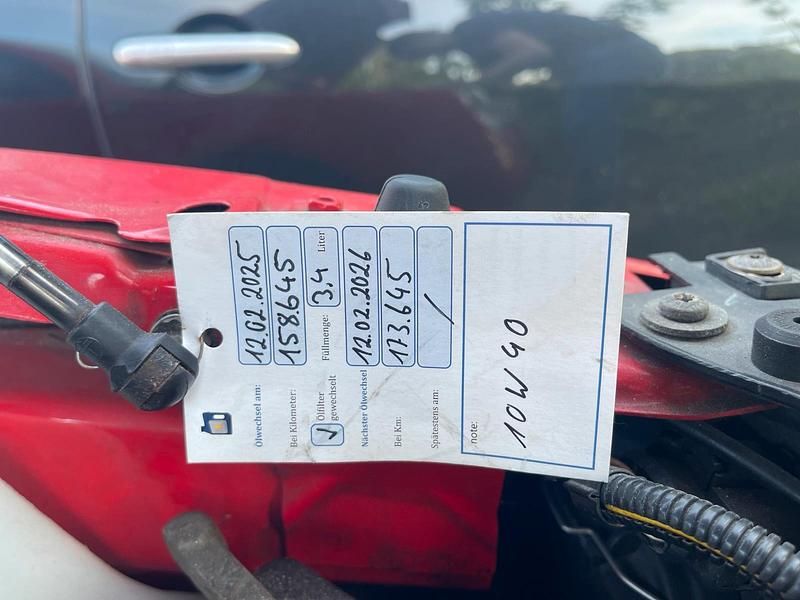 Ölwechsel am: 12.02.2025
Bei Kilometer: 158.645
✓ Ölfilter gewechselt Füllmenge: 3,4 Liter
Nächster Ölwechsel 12.02.2026
Bei Km: 173.645
Spätestens am: /
note:
10W40